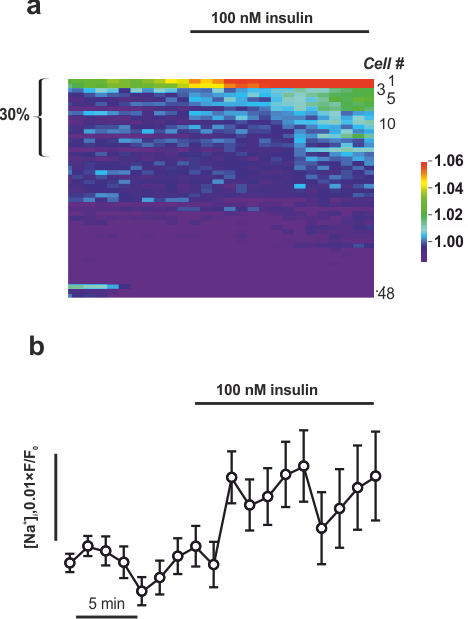 a
100 nM insulin
Cell #
1
3
5
30%
10
1.06
1.04
1.02
1.00
48
b
100 nM insulin
[Na⁺]ᵢ, 0.01×F/F₀
5 min